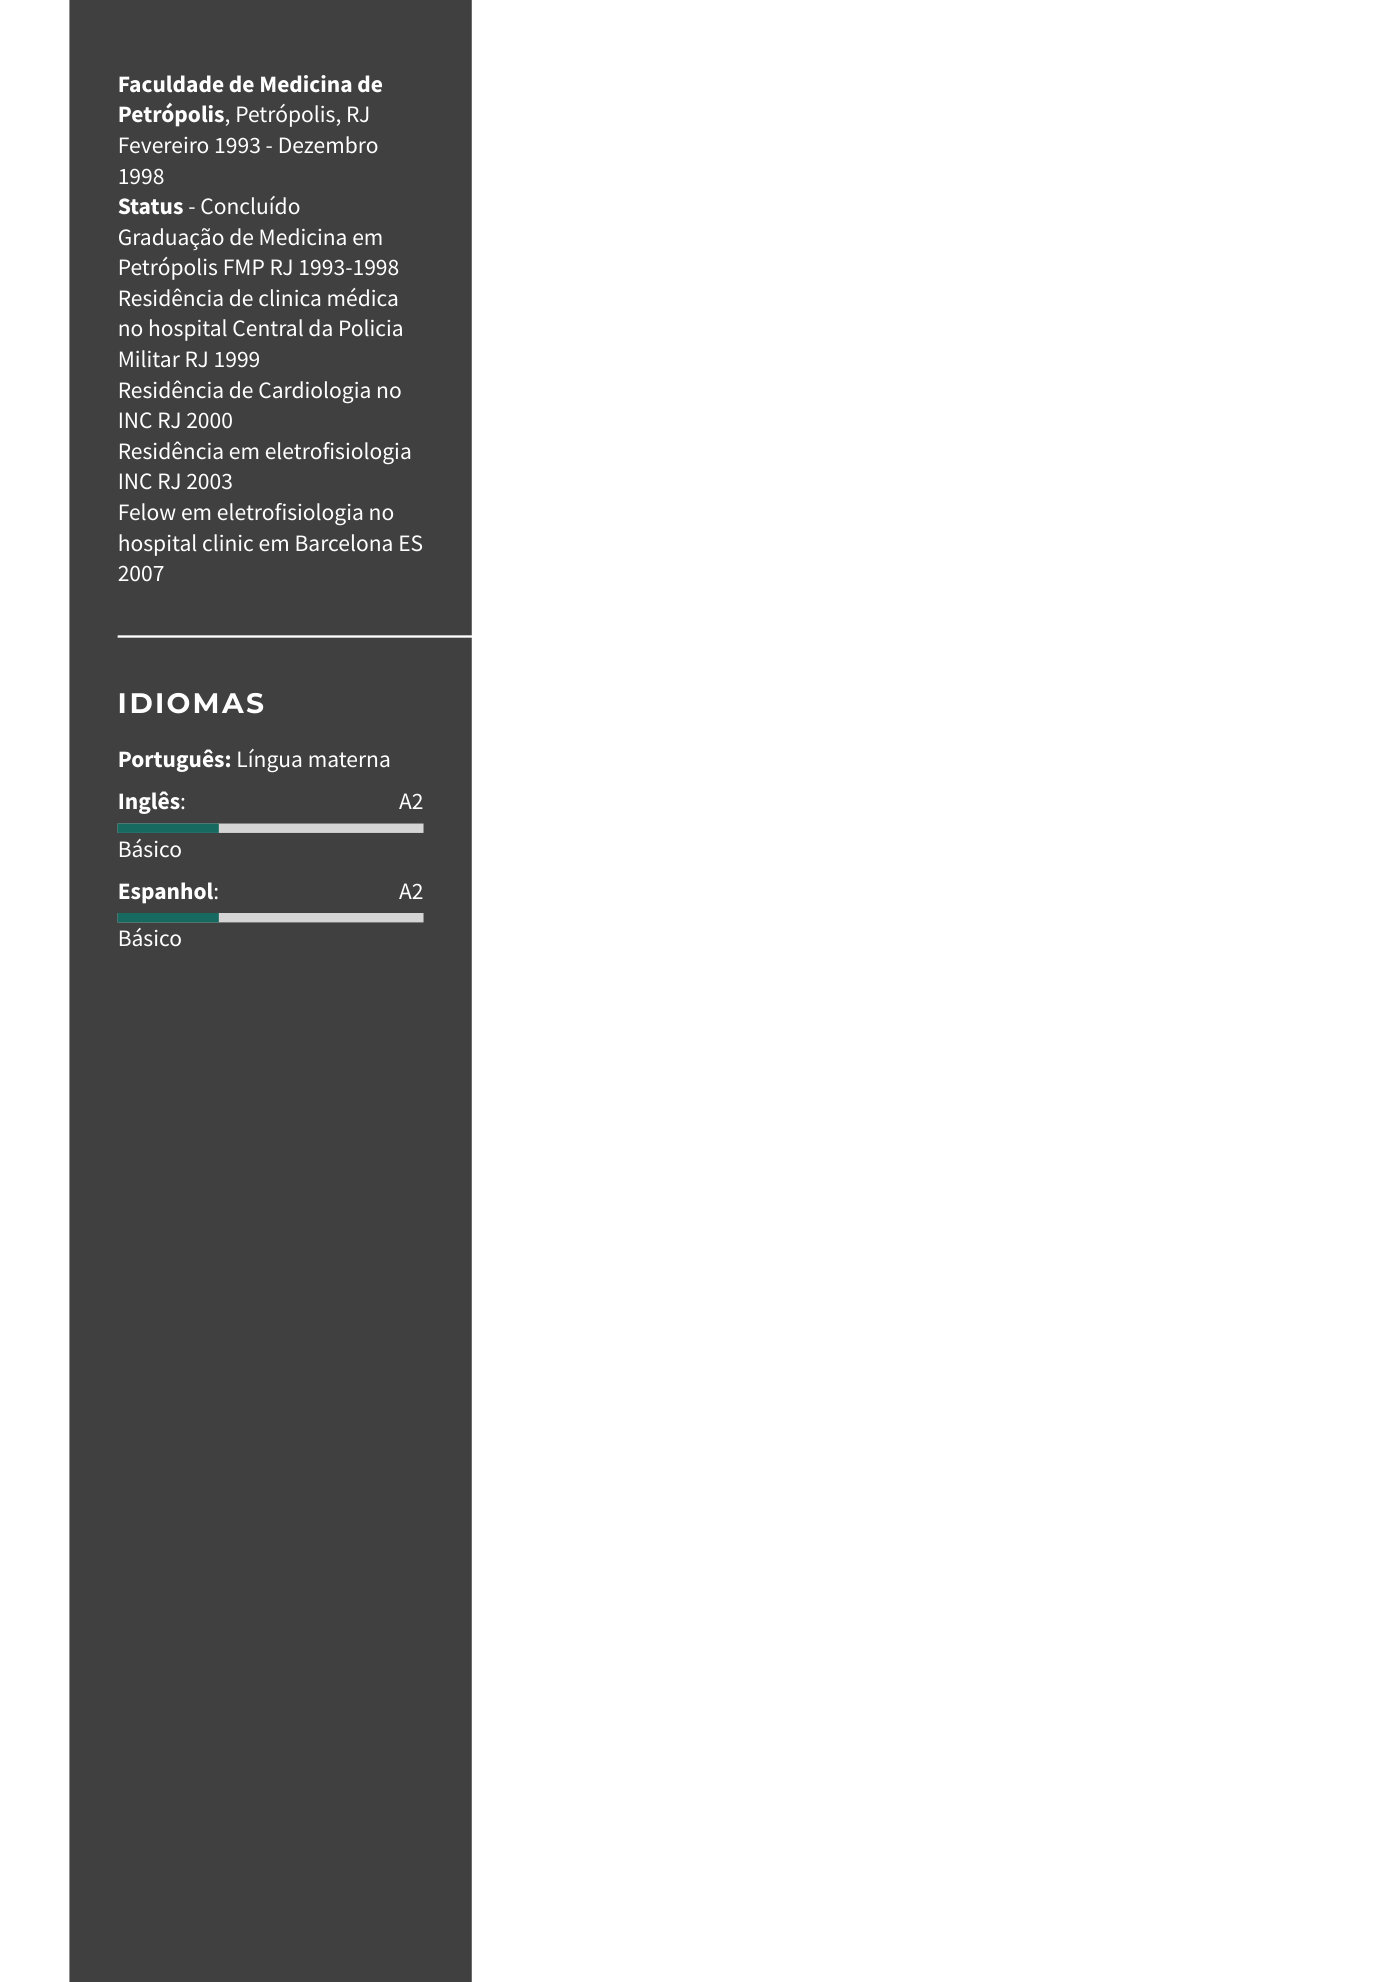 Faculdade de Medicina de
Petrópolis, Petrópolis, RJ
Fevereiro 1993 - Dezembro
1998
Status - Concluído
Graduação de Medicina em
Petrópolis FMP RJ 1993-1998
Residência de clinica médica
no hospital Central da Policia
Militar RJ 1999
Residência de Cardiologia no
INC RJ 2000
Residência em eletrofisiologia
INC RJ 2003
Felow em eletrofisiologia no
hospital clinic em Barcelona ES
2007
IDIOMAS
Português: Língua materna
Inglês: A2
Básico
Espanhol: A2
Básico